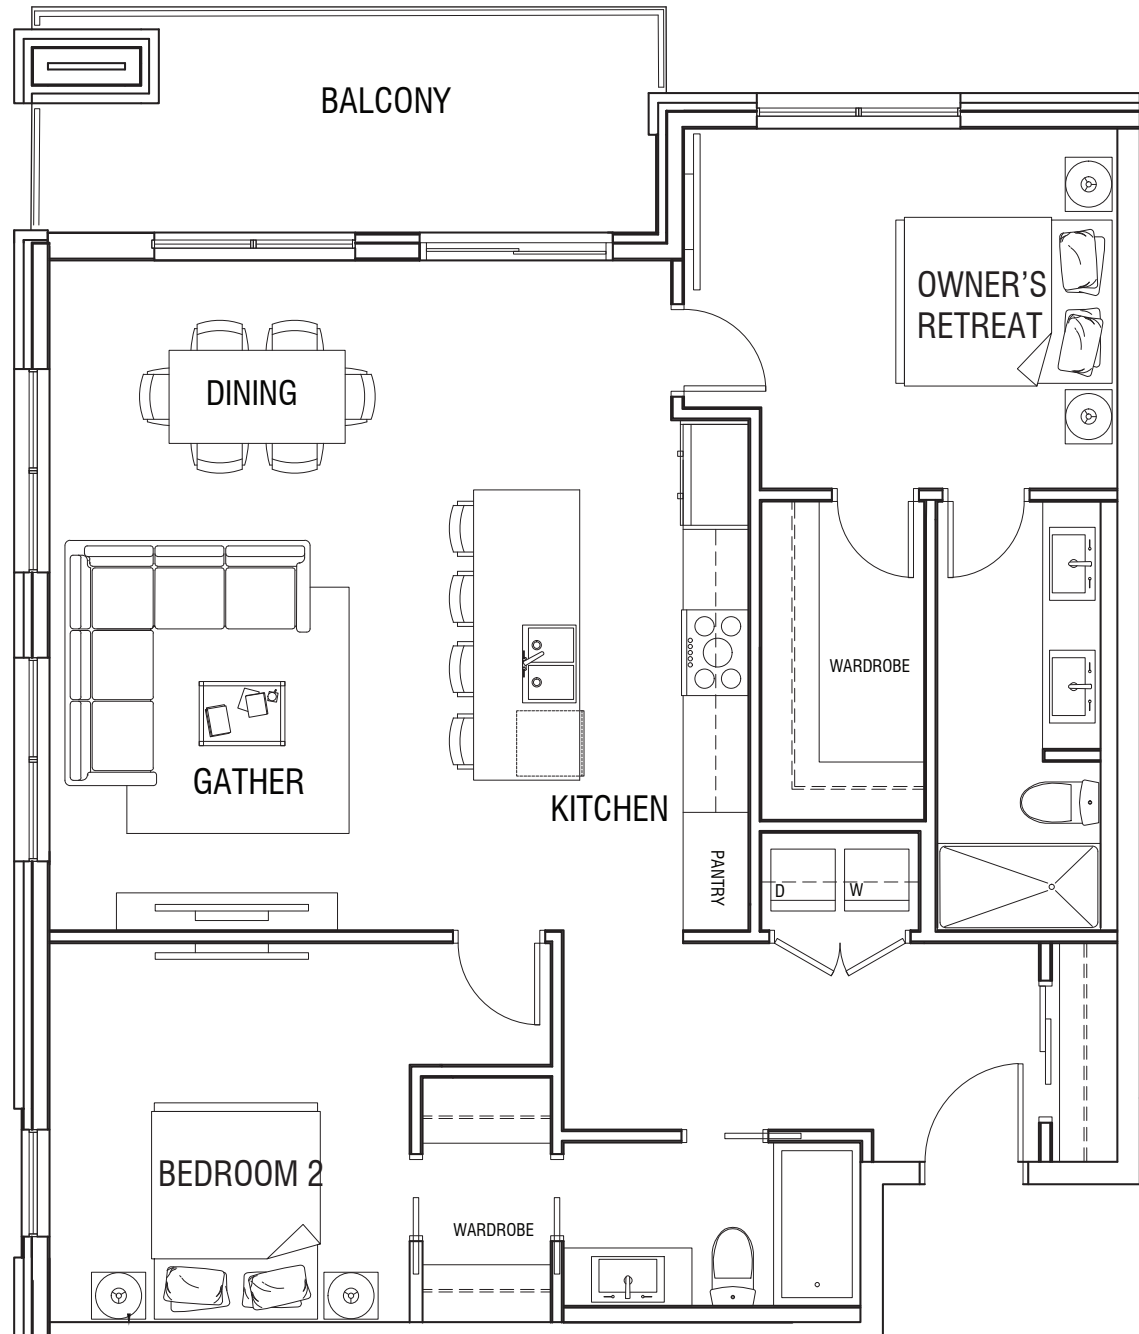 BALCONY
OWNER'S
RETREAT
DINING
WARDROBE
GATHER
KITCHEN
PANTRY
D
W
BEDROOM 2
WARDROBE